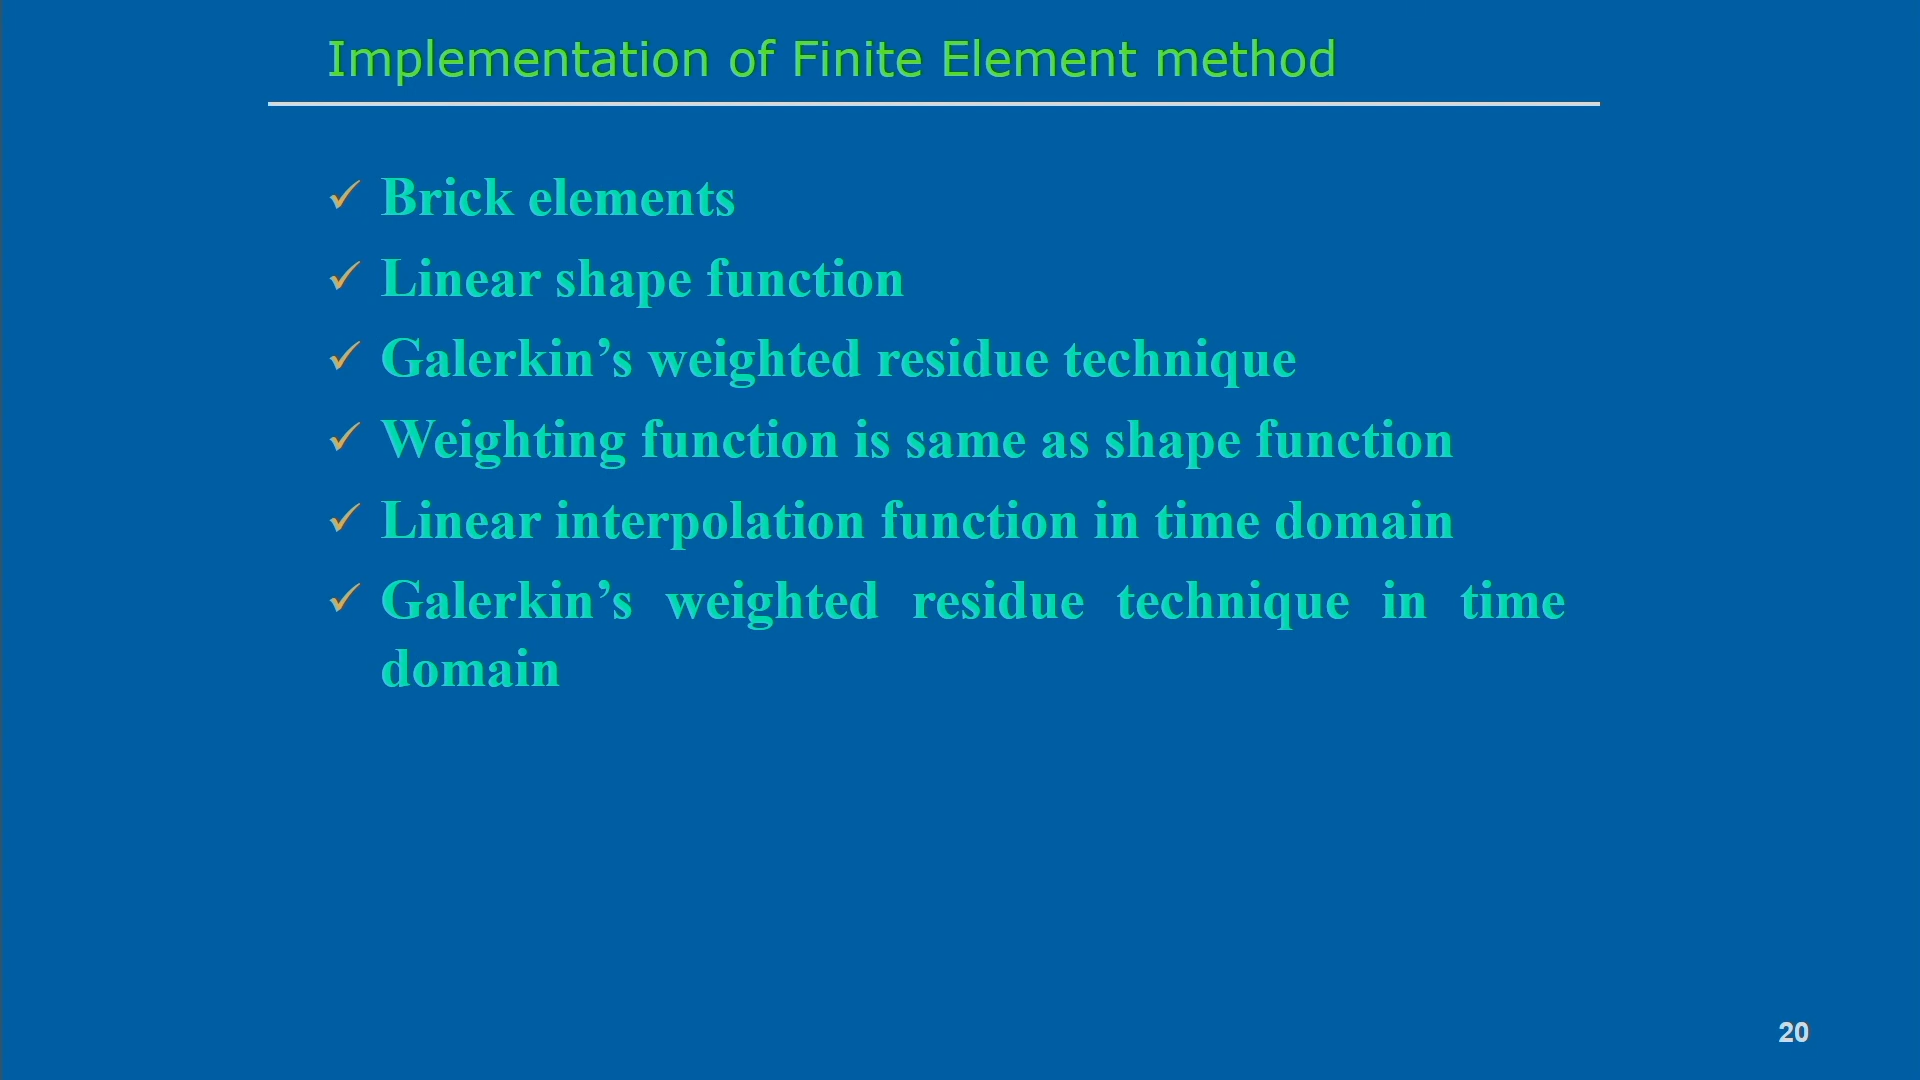 Implementation of Finite Element method
✓ Brick elements
✓ Linear shape function
✓ Galerkin’s weighted residue technique
✓ Weighting function is same as shape function
✓ Linear interpolation function in time domain
✓ Galerkin’s weighted residue technique in time
domain
20